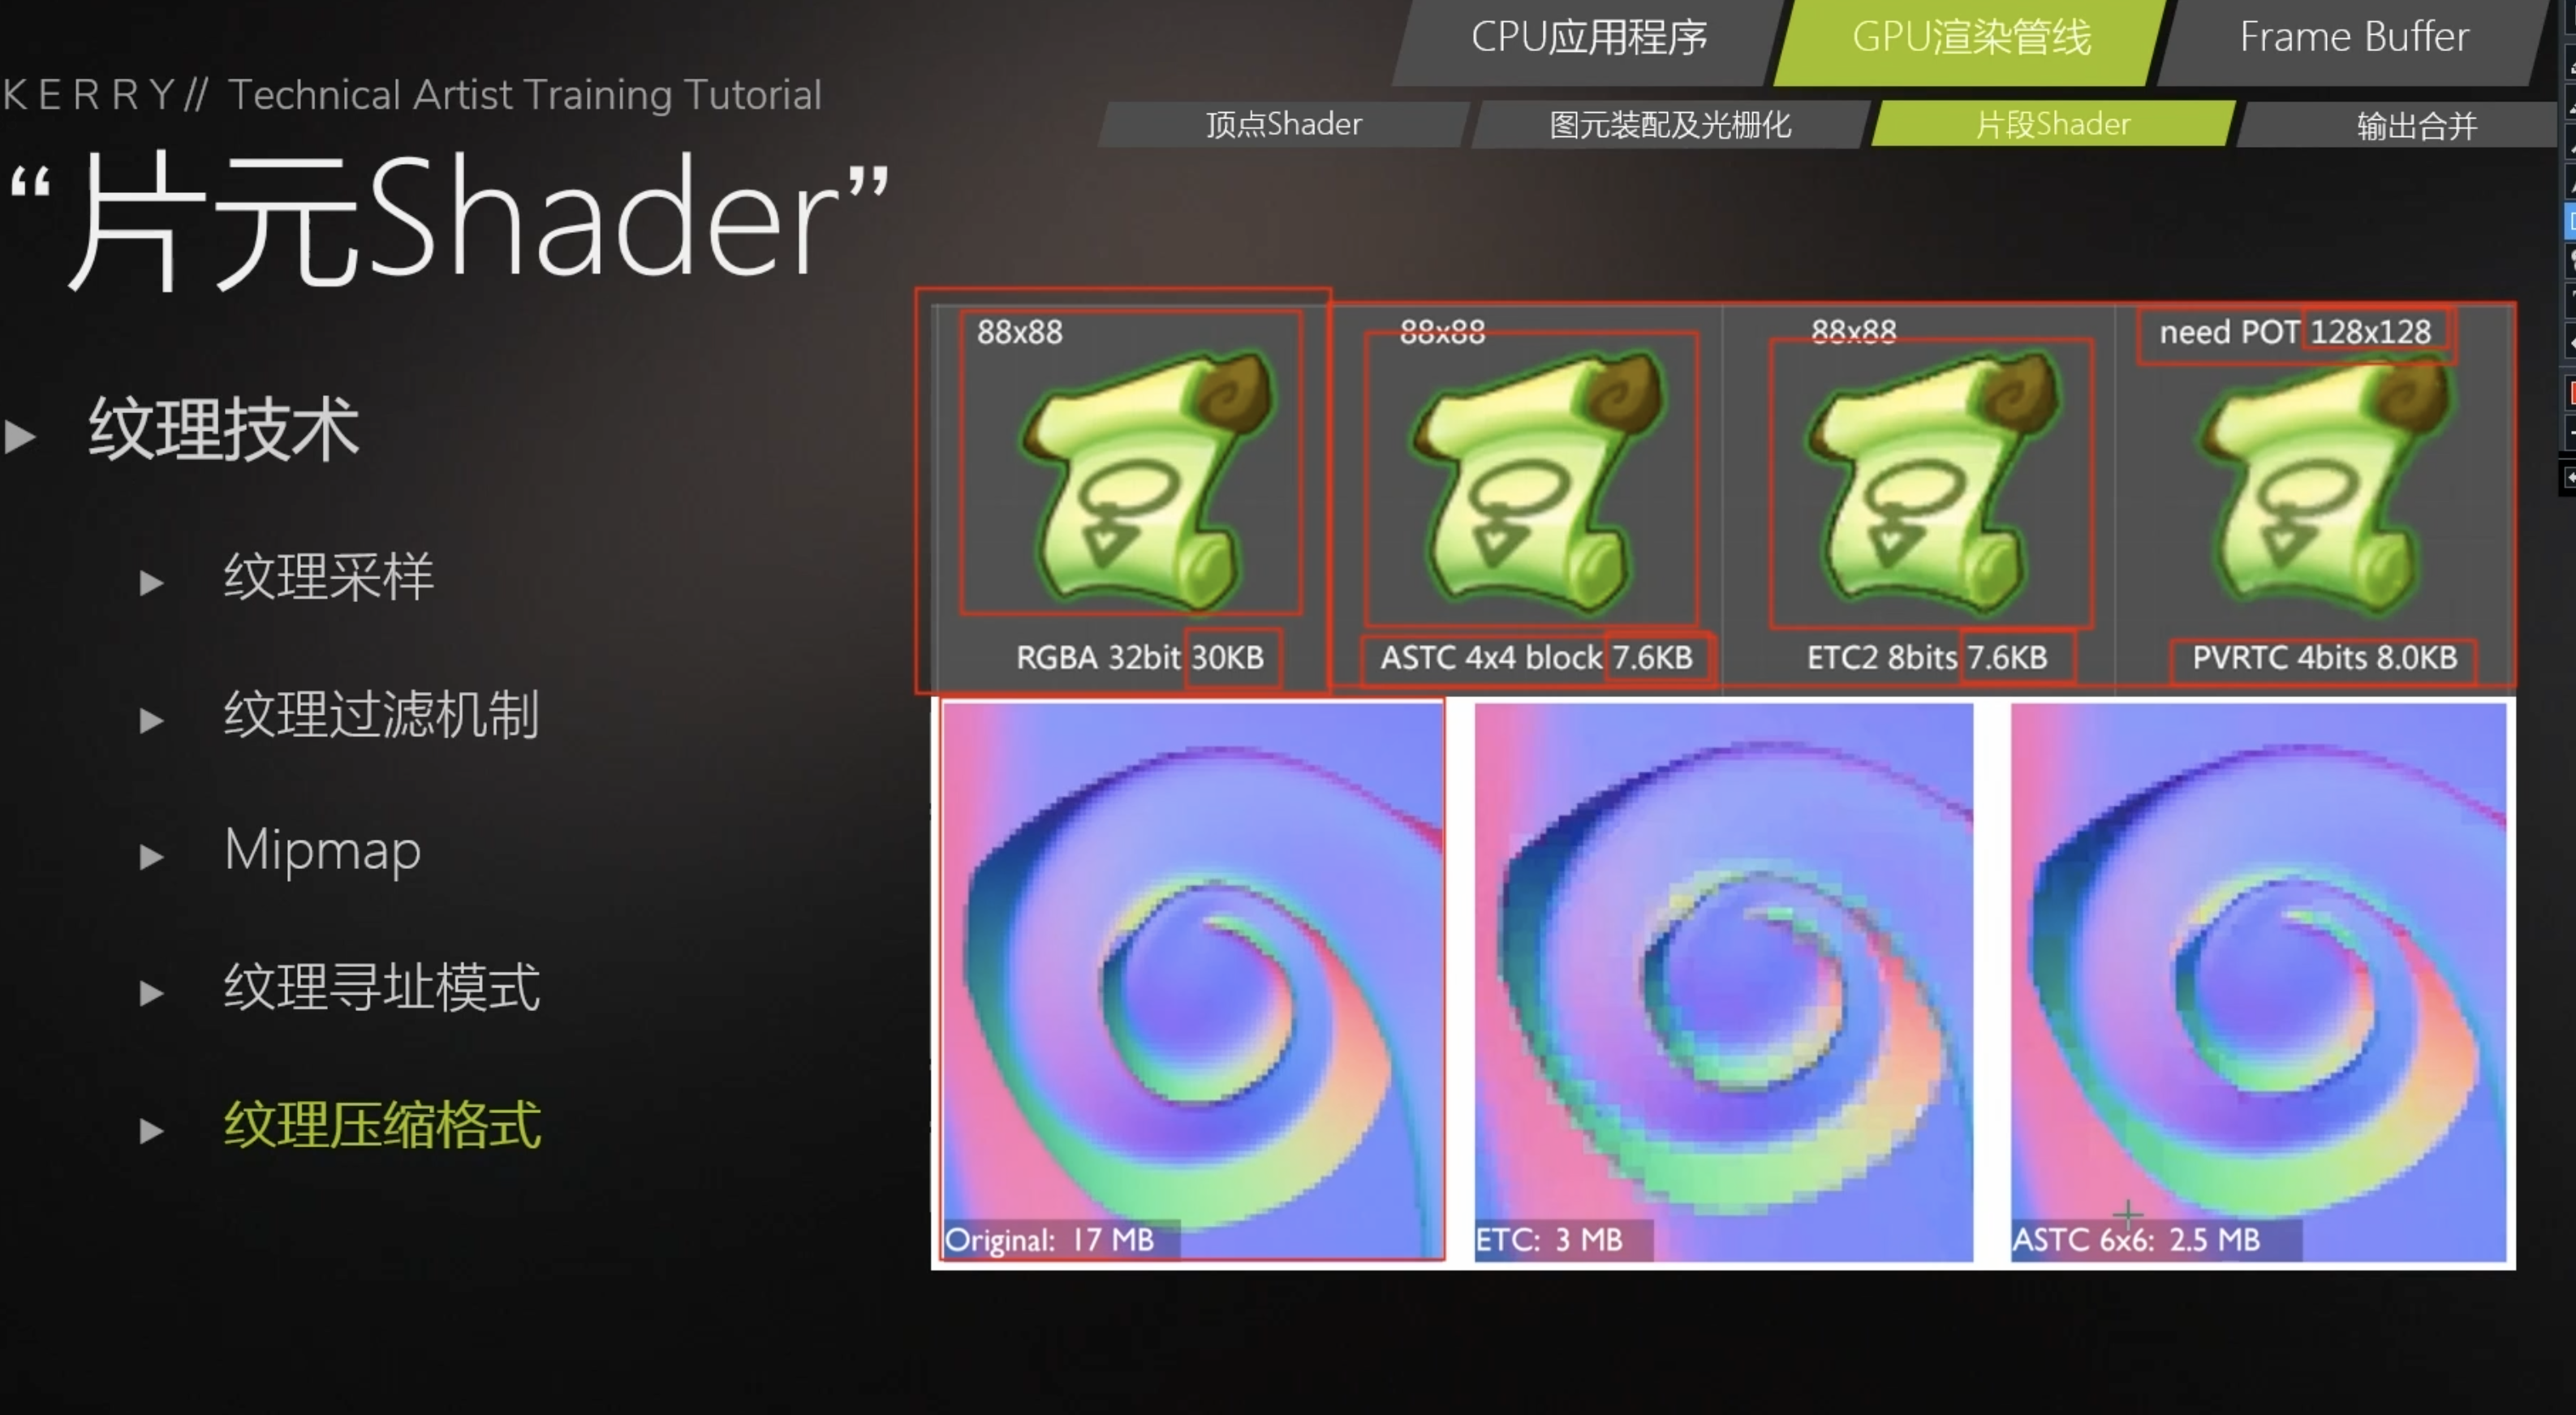 CPU应用程序 GPU渲染管线 Frame Buffer
KERRY// Technical Artist Training Tutorial
顶点Shader 图元装配及光栅化 片段Shader 输出合并
“片元Shader”
纹理技术
纹理采样
纹理过滤机制
Mipmap
纹理寻址模式
纹理压缩格式
88x88 88x88 88x88 need POT 128x128
RGBA 32bit 30KB ASTC 4x4 block 7.6KB ETC2 8bits 7.6KB PVRTC 4bits 8.0KB
Original: 17 MB ETC: 3 MB ASTC 6x6: 2.5 MB